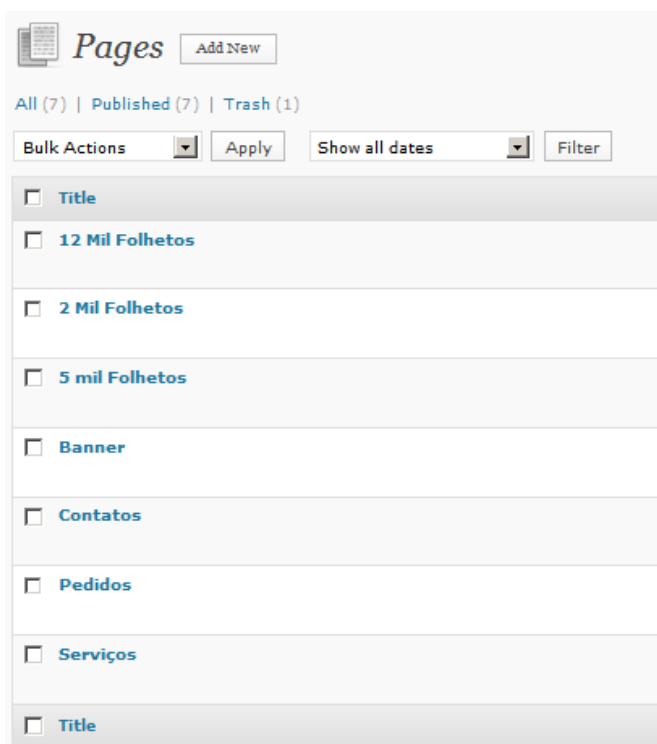 Pages Add New
All (7) | Published (7) | Trash (1)
Bulk Actions Apply Show all dates Filter
Title
12 Mil Folhetos
2 Mil Folhetos
5 mil Folhetos
Banner
Contatos
Pedidos
Serviços
Title